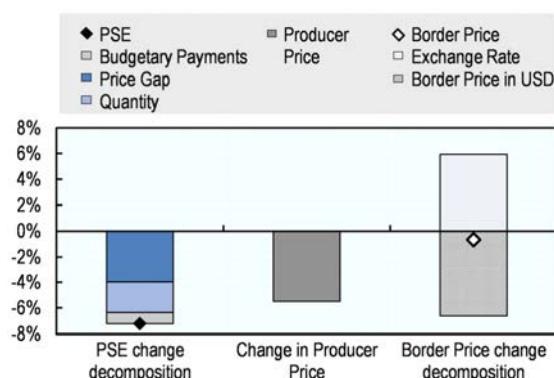 PSE
Budgetary Payments
Price Gap
Quantity
Producer
Price
Border Price
Exchange Rate
Border Price in USD
8%
6%
4%
2%
0%
-2%
-4%
-6%
-8%
PSE change
decomposition
Change in Producer
Price
Border Price change
decomposition